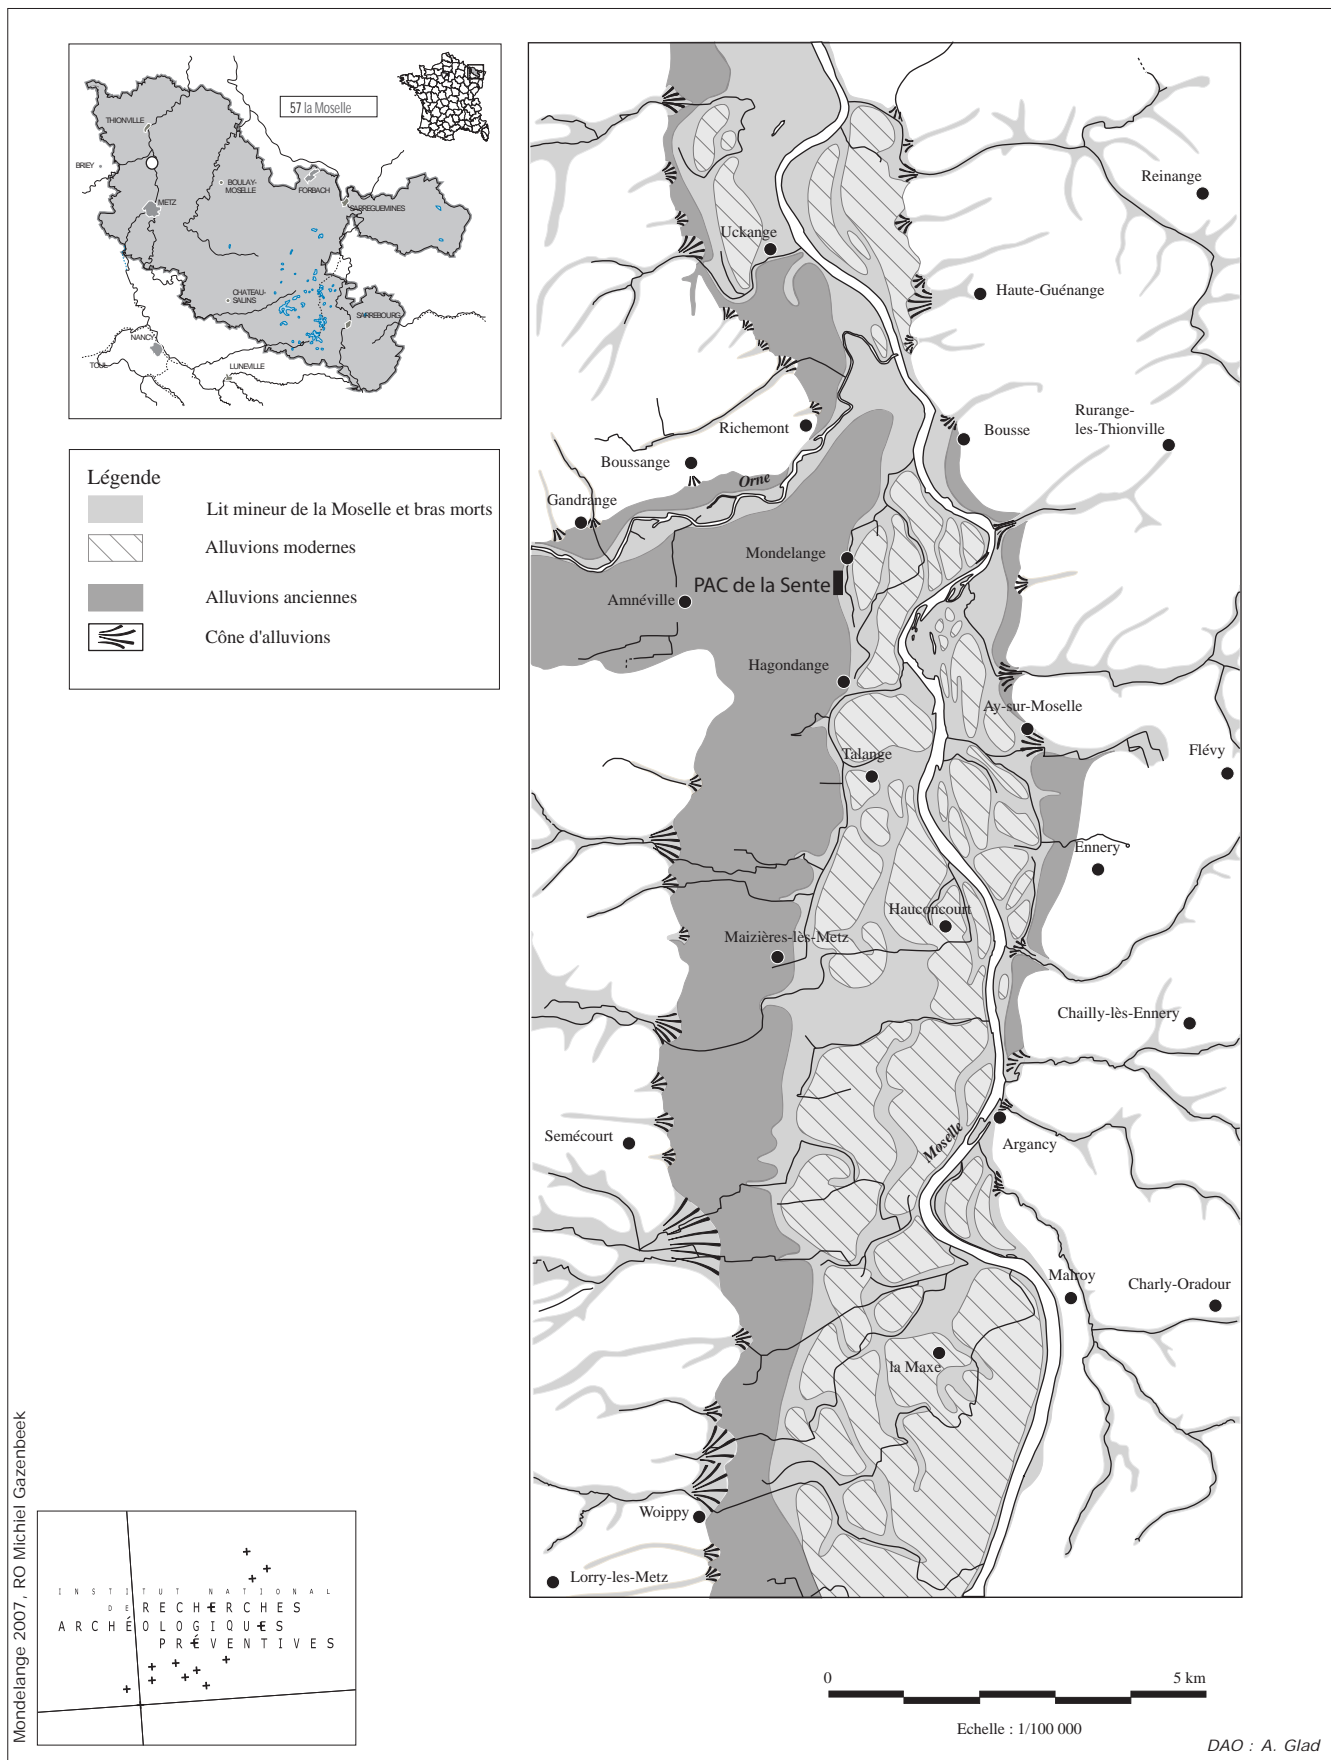 57 la Moselle
THIONVILLE
BRIEY
METZ
BOULAY-
MOSELLE
FORBACH
SARREGUEMINES
CHATEAU-
SALINS
SARREBOURG
NANCY
TOUL
LUNEVILLE
Légende
Lit mineur de la Moselle et bras morts
Alluvions modernes
Alluvions anciennes
Cône d'alluvions
Reinange
Uckange
Haute-Guénange
Richemont
Bousse
Rurange-
les-Thionville
Boussange
Orne
Gandrange
Mondelange
PAC de la Sente
Amnéville
Hagondange
Ay-sur-Moselle
Talange
Flévy
Ennery
Hauconcourt
Maizières-lès-Metz
Chailly-lès-Ennery
Semécourt
Moselle
Argancy
Malroy
Charly-Oradour
la Maxe
Woippy
Lorry-les-Metz
Mondelange 2007, RO Michiel Gazenbeek
INSTITUT NATIONAL
DE RECHERCHES
ARCHÉOLOGIQUES
PRÉVENTIVES
0 5 km
Echelle : 1/100 000
DAO : A. Glad